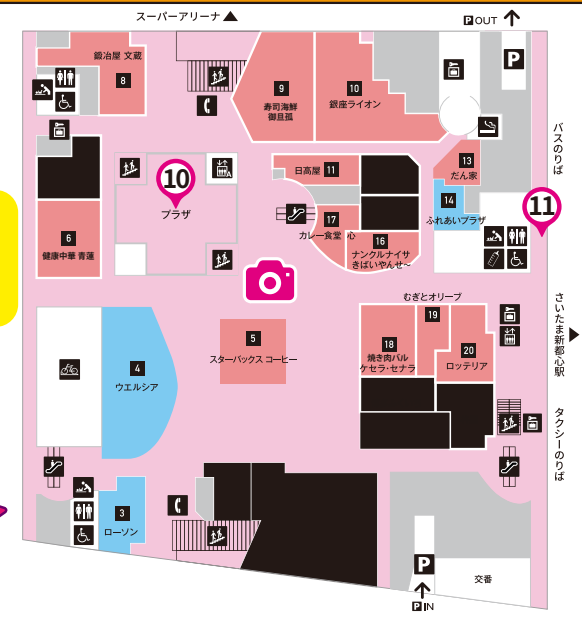 スーパーアリーナ▲
P OUT
P
鍛冶屋 文蔵
8
9
寿司海鮮
御旦孤
10
銀座ライオン
バスのりば
日高屋 11
13
だん家
14
ふれあいプラザ
10
プラザ
A
11
17
カレー食堂 心
16
ナンクルナイサ
きばいやんせ〜
6
健康中華 青蓮
むぎとオリーブ
19
さいたま新都心駅
4
ウエルシア
5
スターバックス コーヒー
18
焼き肉バル
ケセラ・セナラ
20
ロッテリア
タクシーのりば
3
ローソン
P
交番
P IN